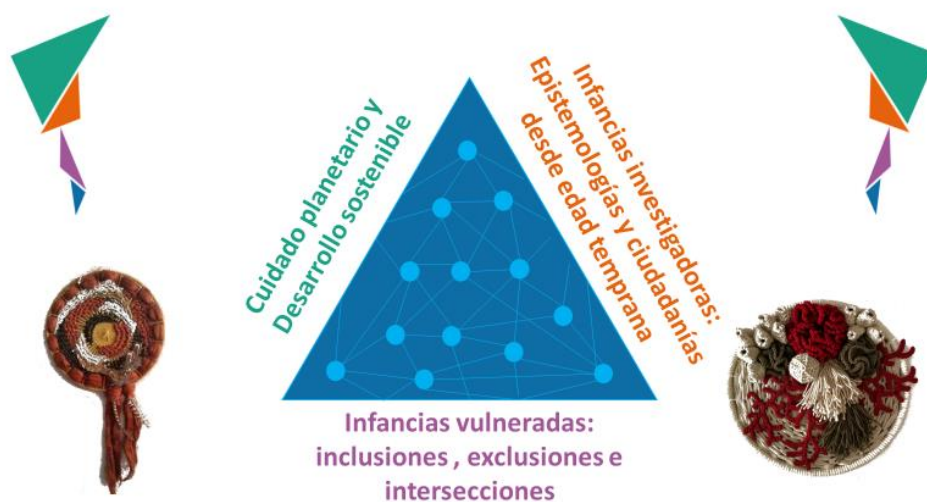 Cuidado planetario y
Desarrollo sostenible
Infancias investigadoras:
Epistemologías y ciudadanías
desde edad temprana
Infancias vulneradas:
inclusiones , exclusiones e
intersecciones